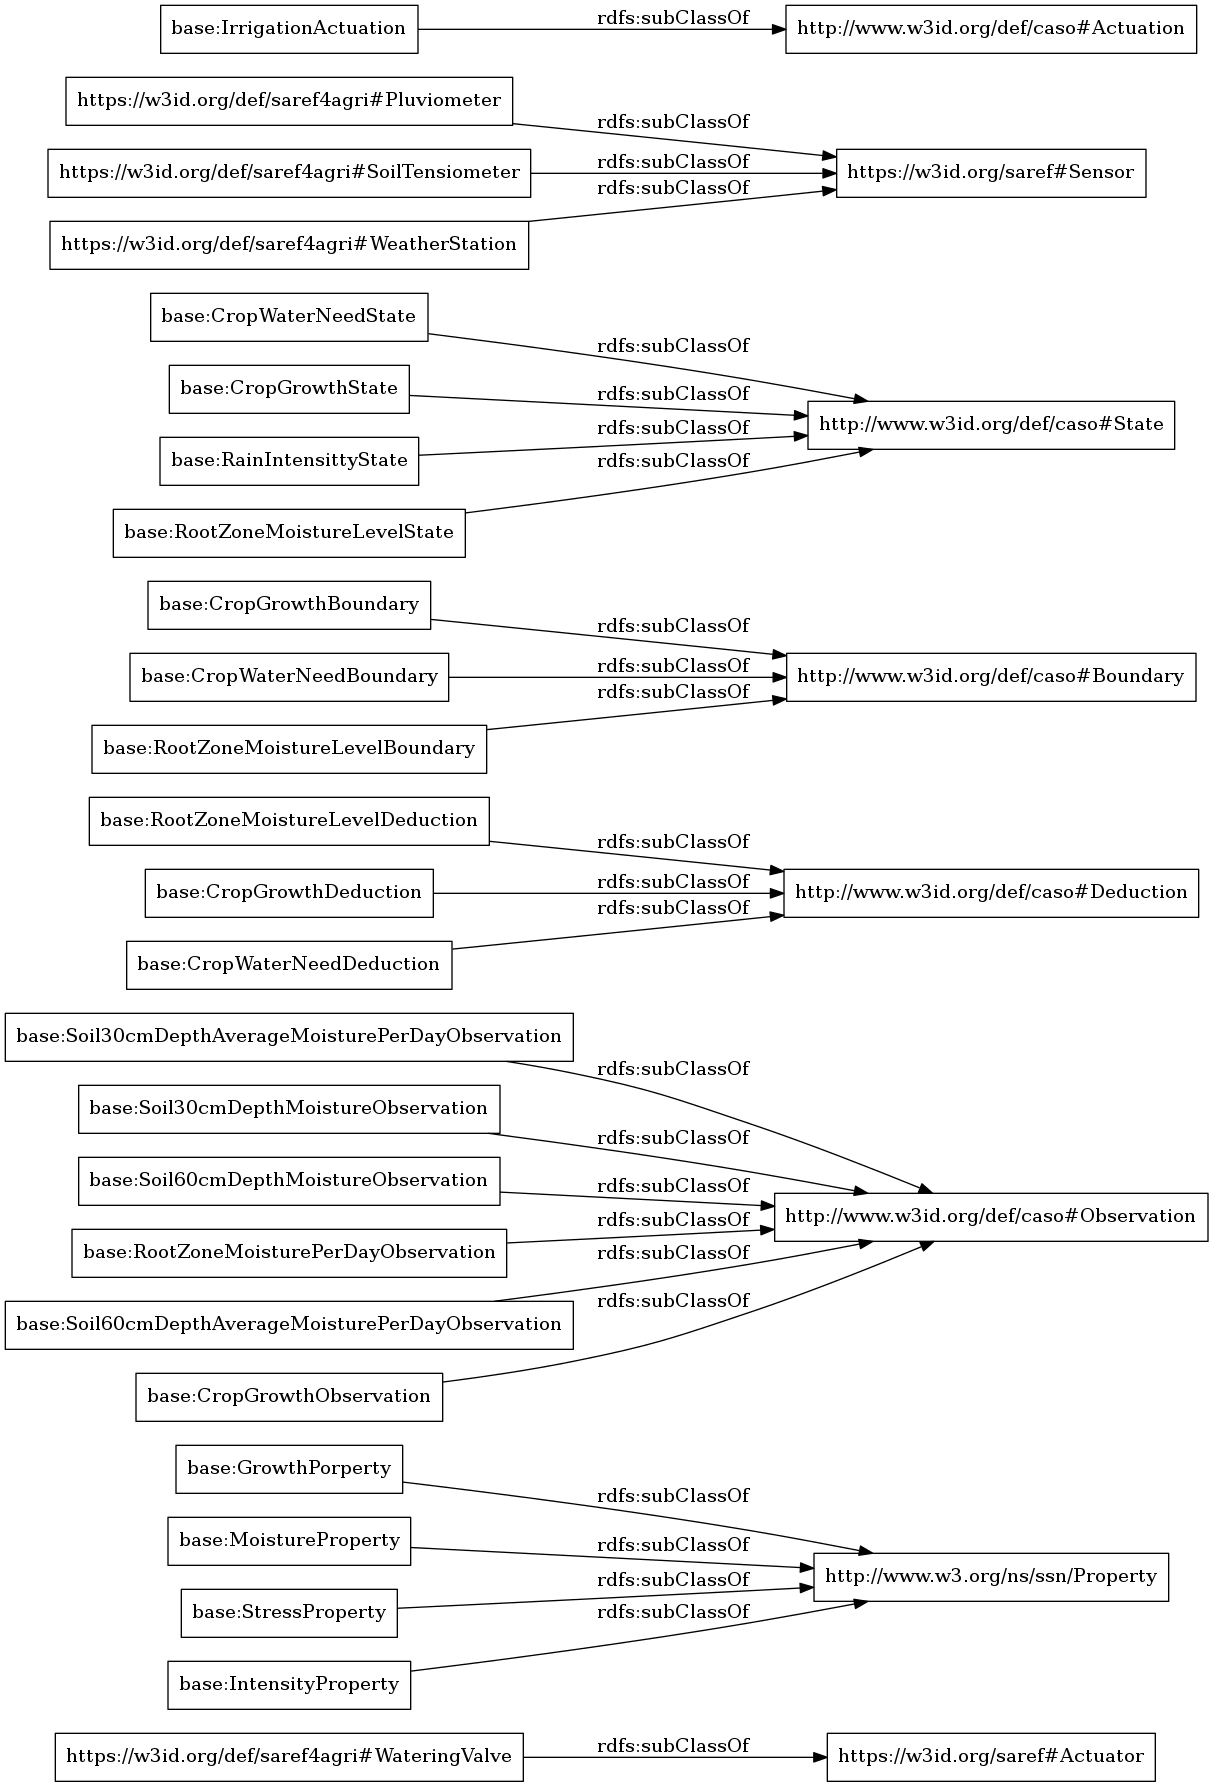 base:IrrigationActuation
rdfs:subClassOf
http://www.w3id.org/def/caso#Actuation
https://w3id.org/def/saref4agri#Pluviometer
rdfs:subClassOf
https://w3id.org/def/saref4agri#SoilTensiometer
rdfs:subClassOf
https://w3id.org/saref#Sensor
rdfs:subClassOf
https://w3id.org/def/saref4agri#WeatherStation
base:CropWaterNeedState
rdfs:subClassOf
base:CropGrowthState
rdfs:subClassOf
http://www.w3id.org/def/caso#State
rdfs:subClassOf
base:RainIntensittyState
rdfs:subClassOf
base:RootZoneMoistureLevelState
base:CropGrowthBoundary
rdfs:subClassOf
base:CropWaterNeedBoundary
rdfs:subClassOf
http://www.w3id.org/def/caso#Boundary
rdfs:subClassOf
base:RootZoneMoistureLevelBoundary
base:RootZoneMoistureLevelDeduction
rdfs:subClassOf
base:CropGrowthDeduction
rdfs:subClassOf
http://www.w3id.org/def/caso#Deduction
rdfs:subClassOf
base:CropWaterNeedDeduction
base:Soil30cmDepthAverageMoisturePerDayObservation
rdfs:subClassOf
base:Soil30cmDepthMoistureObservation
rdfs:subClassOf
base:Soil60cmDepthMoistureObservation
rdfs:subClassOf
http://www.w3id.org/def/caso#Observation
rdfs:subClassOf
base:RootZoneMoisturePerDayObservation
rdfs:subClassOf
base:Soil60cmDepthAverageMoisturePerDayObservation
rdfs:subClassOf
base:CropGrowthObservation
base:GrowthPorperty
rdfs:subClassOf
base:MoistureProperty
rdfs:subClassOf
http://www.w3.org/ns/ssn/Property
rdfs:subClassOf
base:StressProperty
rdfs:subClassOf
base:IntensityProperty
https://w3id.org/def/saref4agri#WateringValve
rdfs:subClassOf
https://w3id.org/saref#Actuator